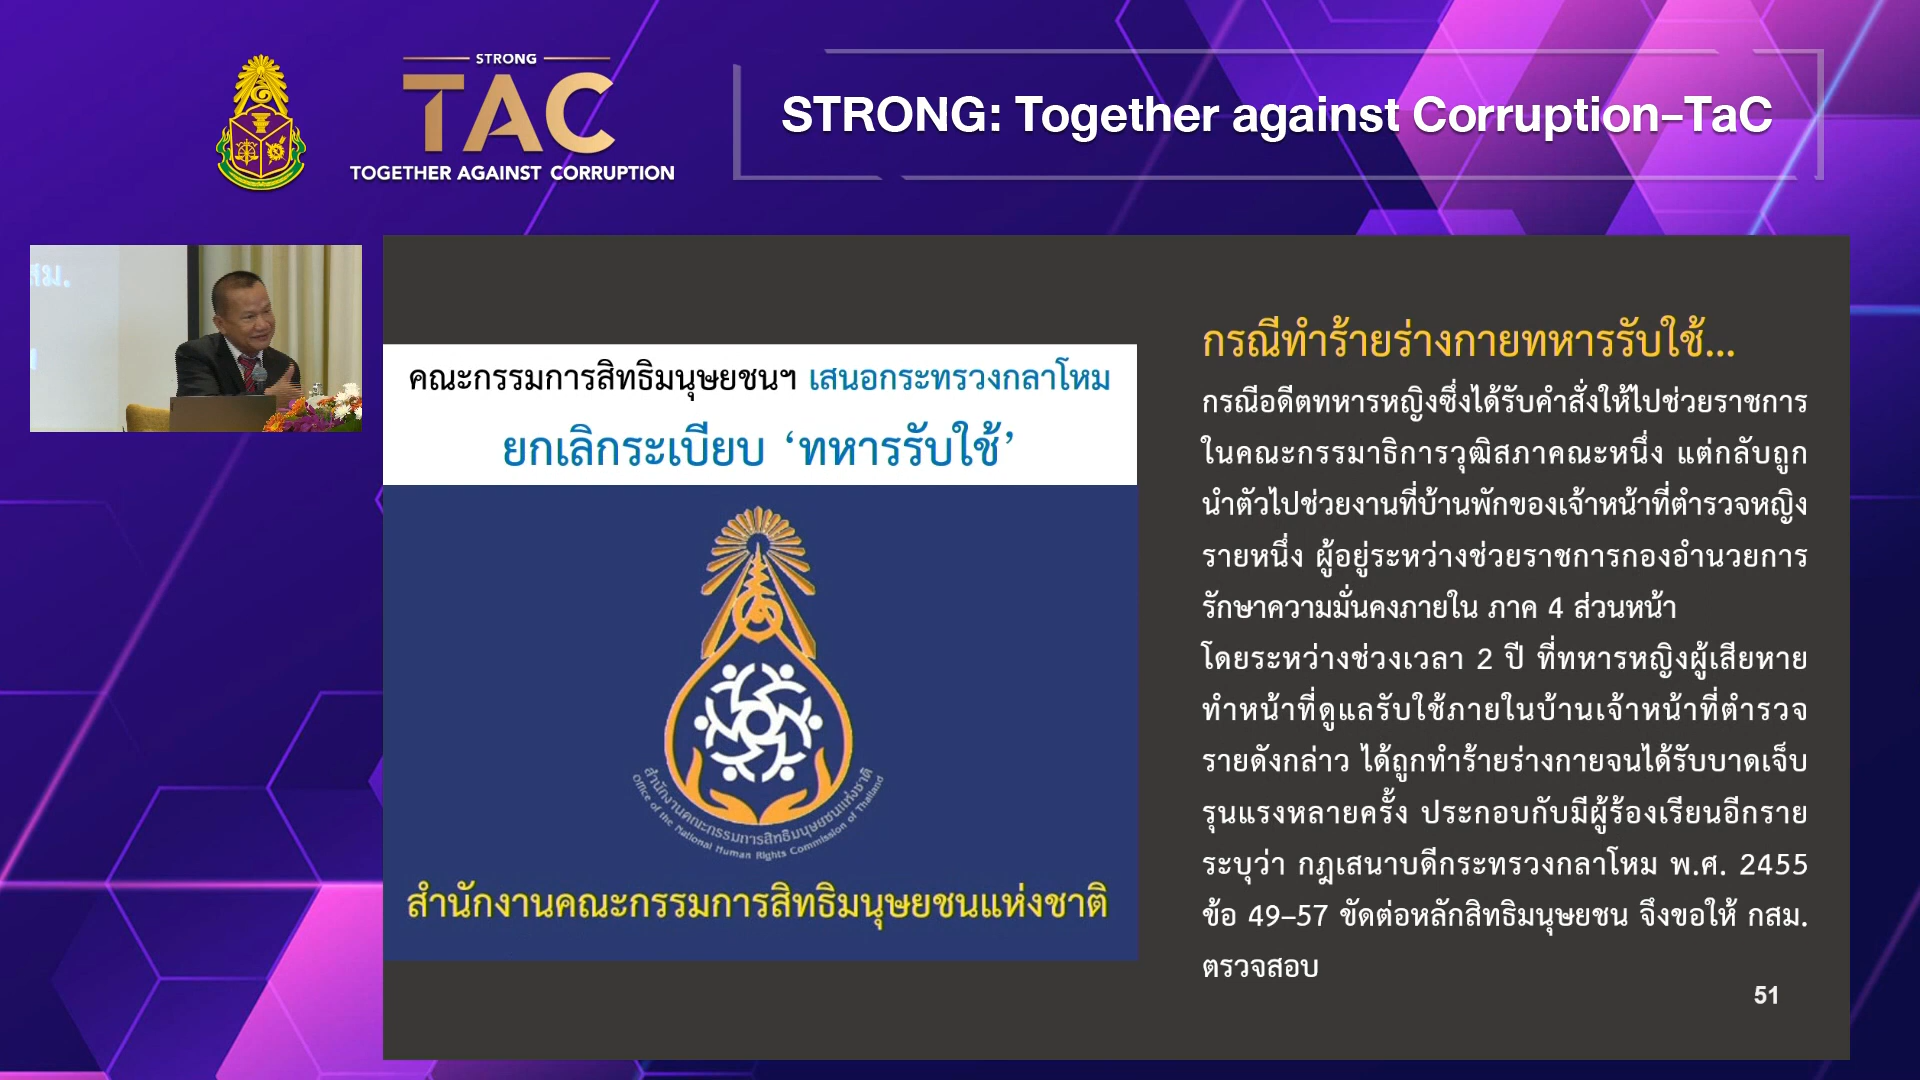 STRONG
TAC
TOGETHER AGAINST CORRUPTION
STRONG: Together against Corruption–TaC
สม.
คณะกรรมการสิทธิมนุษยชนฯ เสนอกระทรวงกลาโหม
ยกเลิกระเบียบ ‘ทหารรับใช้’
สำนักงานคณะกรรมการสิทธิมนุษยชนแห่งชาติ
Office of the National Human Rights Commission of Thailand
สำนักงานคณะกรรมการสิทธิมนุษยชนแห่งชาติ
กรณีทำร้ายร่างกายทหารรับใช้...
กรณีอดีตทหารหญิงซึ่งได้รับคำสั่งให้ไปช่วยราชการ
ในคณะกรรมาธิการวุฒิสภาคณะหนึ่ง แต่กลับถูก
นำตัวไปช่วยงานที่บ้านพักของเจ้าหน้าที่ตำรวจหญิง
รายหนึ่ง ผู้อยู่ระหว่างช่วยราชการกองอำนวยการ
รักษาความมั่นคงภายใน ภาค 4 ส่วนหน้า
โดยระหว่างช่วงเวลา 2 ปี ที่ทหารหญิงผู้เสียหาย
ทำหน้าที่ดูแลรับใช้ภายในบ้านเจ้าหน้าที่ตำรวจ
รายดังกล่าว ได้ถูกทำร้ายร่างกายจนได้รับบาดเจ็บ
รุนแรงหลายครั้ง ประกอบกับมีผู้ร้องเรียนอีกราย
ระบุว่า กฎเสนาบดีกระทรวงกลาโหม พ.ศ. 2455
ข้อ 49–57 ขัดต่อหลักสิทธิมนุษยชน จึงขอให้ กสม.
ตรวจสอบ
51